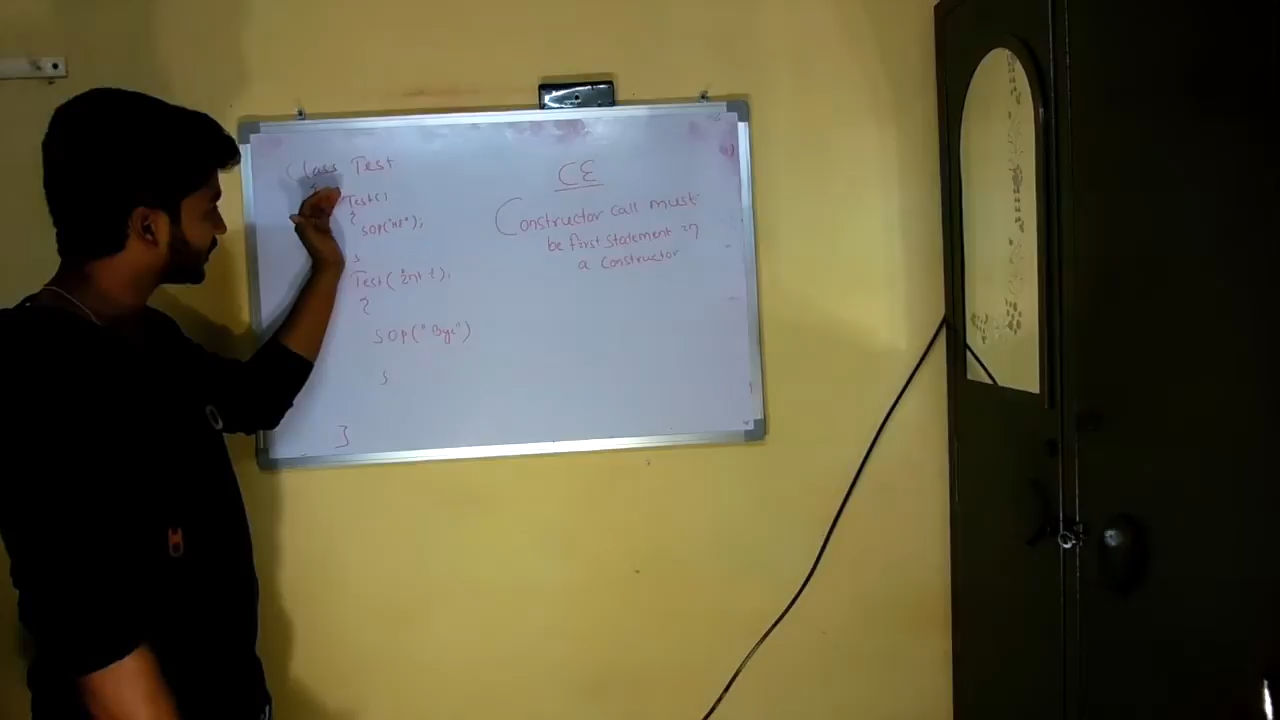 Class Test
{
Test()
{
SOP("Hi");
}
Test(int i),
{
SOP("Bye")
}
}
CE
Constructor call must
be first statement in
a constructor